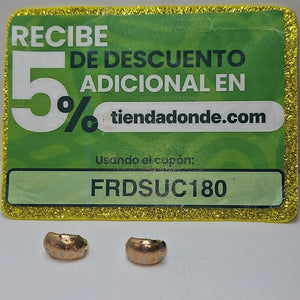 RECIBE
5% DE DESCUENTO
ADICIONAL EN
tiendadonde.com
Usando el cupón:
FRDSUC180